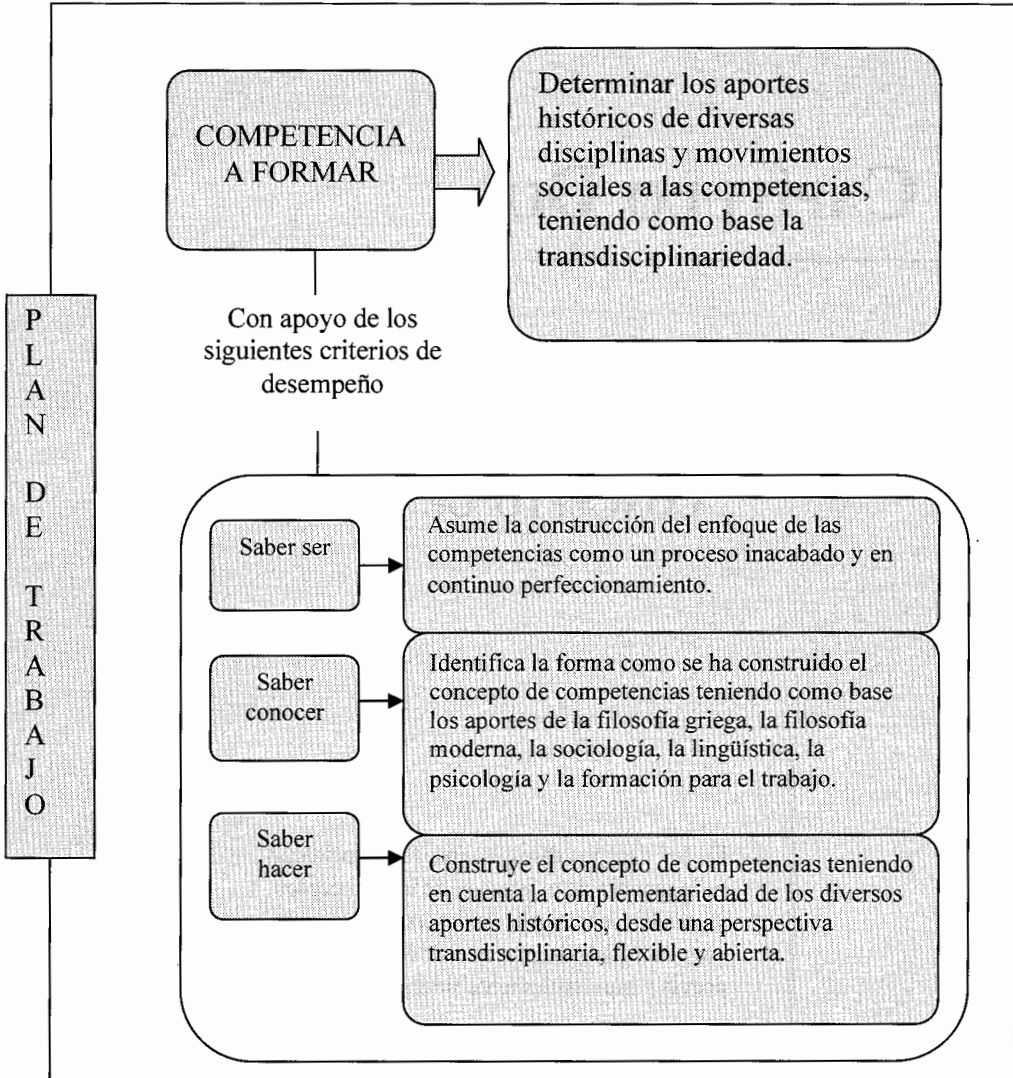 COMPETENCIA
A FORMAR
Determinar los aportes
históricos de diversas
disciplinas y movimientos
sociales a las competencias,
teniendo como base la
transdisciplinariedad.
Con apoyo de los
siguientes criterios de
desempeño
PLAN DE TRABAJO
Saber ser
Asume la construcción del enfoque de las
competencias como un proceso inacabado y en
continuo perfeccionamiento.
Saber
conocer
Identifica la forma como se ha construido el
concepto de competencias teniendo como base
los aportes de la filosofía griega, la filosofía
moderna, la sociología, la lingüística, la
psicología y la formación para el trabajo.
Saber
hacer
Construye el concepto de competencias teniendo
en cuenta la complementariedad de los diversos
aportes históricos, desde una perspectiva
transdisciplinaria, flexible y abierta.